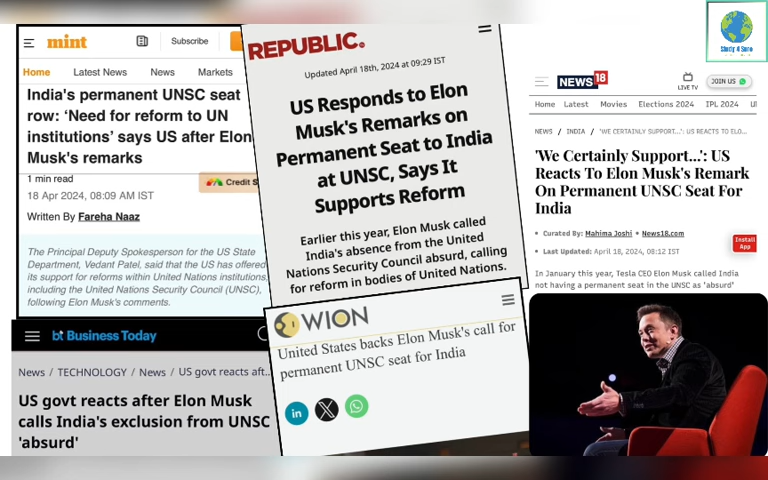 mint
Subscribe
Home Latest News News Markets
India's permanent UNSC seat
row: 'Need for reform to UN
institutions' says US after Elon
Musk's remarks
1 min read
18 Apr 2024, 08:09 AM IST
Written By Fareha Naaz
Credit S
The Principal Deputy Spokesperson for the US State
Department, Vedant Patel, said that the US has offered
its support for reforms within United Nations institutions,
including the United Nations Security Council (UNSC),
following Elon Musk's comments.
REPUBLIC.
Updated April 18th, 2024 at 09:29 IST
US Responds to Elon
Musk's Remarks on
Permanent Seat to India
at UNSC, Says It
Supports Reform
Earlier this year, Elon Musk called
India's absence from the United
Nations Security Council absurd, calling
for reform in bodies of United Nations.
NEWS 18
LIVE TV
JOIN US
Home Latest Movies Elections 2024 IPL 2024
NEWS / INDIA / 'WE CERTAINLY SUPPORT...': US REACTS TO ELO...
'We Certainly Support...': US
Reacts To Elon Musk's Remark
On Permanent UNSC Seat For
India
Curated By: Mahima Joshi • News18.com
Last Updated: April 18, 2024, 08:12 IST
Install
App
In January this year, Tesla CEO Elon Musk called India
not having a permanent seat in the UNSC as 'absurd'
bt Business Today
News / TECHNOLOGY / News / US govt reacts aft...
US govt reacts after Elon Musk
calls India's exclusion from UNSC
'absurd'
WION
United States backs Elon Musk's call for
permanent UNSC seat for India
in